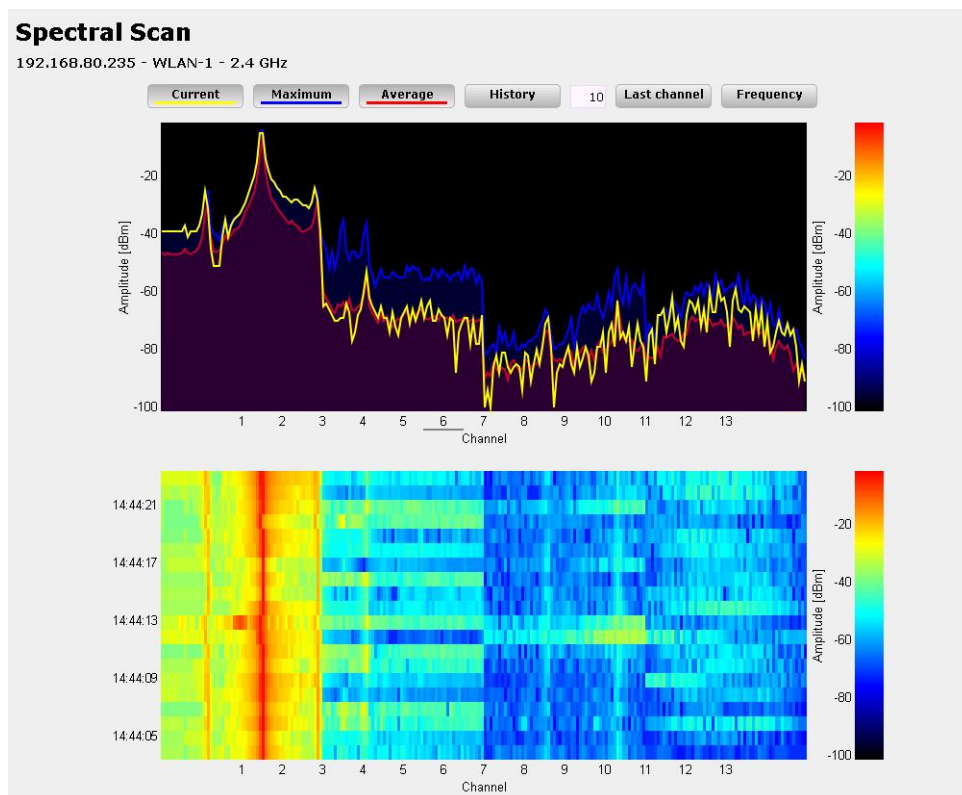 Spectral Scan
192.168.80.235 - WLAN-1 - 2.4 GHz
Current Maximum Average History 10 Last channel Frequency
Amplitude [dBm]
-20
-40
-60
-80
-100
1 2 3 4 5 6 7 8 9 10 11 12 13
Channel
Amplitude [dBm]
-20
-40
-60
-80
-100
14:44:21
14:44:17
14:44:13
14:44:09
14:44:05
1 2 3 4 5 6 7 8 9 10 11 12 13
Channel
Amplitude [dBm]
-20
-40
-60
-80
-100